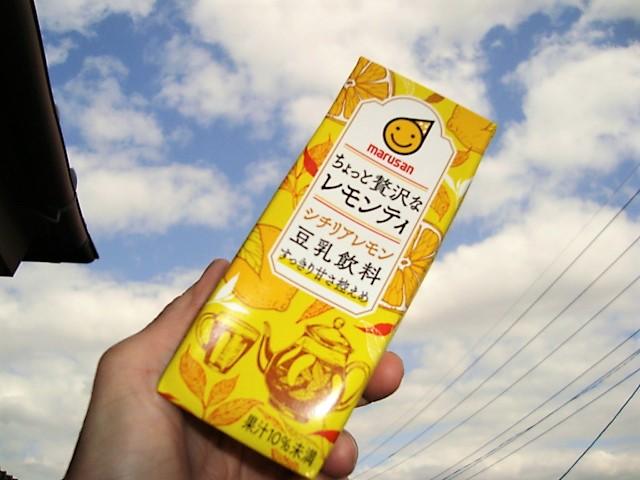 marusan
ちょっと贅沢な
レモンティ
シチリアレモン
豆乳飲料
すっきり甘さ控えめ
果汁10%未満